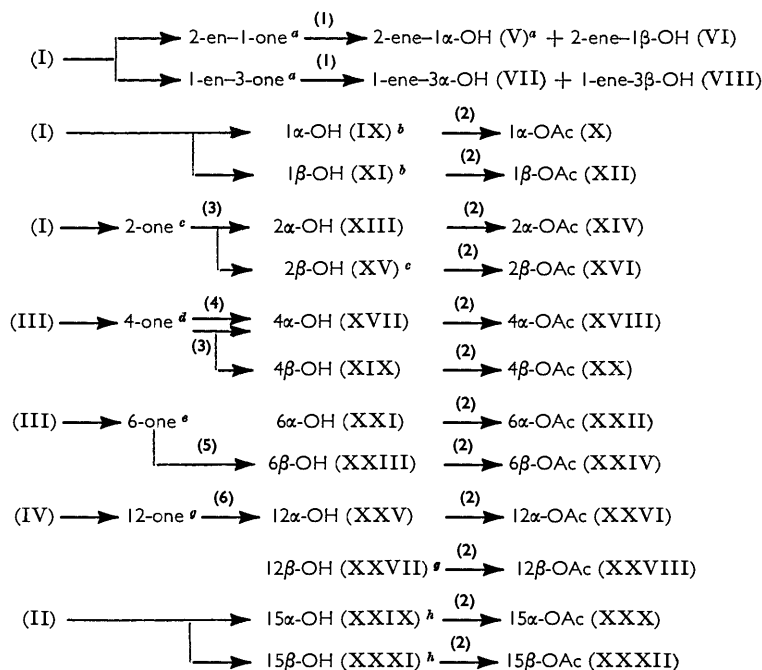 (1)
2-en-1-one a 2-ene-1α-OH (V)a + 2-ene-1β-OH (VI)
(I)
(1)
1-en-3-one a 1-ene-3α-OH (VII) + 1-ene-3β-OH (VIII)
(2)
(I) 1α-OH (IX) b 1α-OAc (X)
(2)
1β-OH (XI) b 1β-OAc (XII)
(3) (2)
(I) 2-one c 2α-OH (XIII) 2α-OAc (XIV)
(2)
2β-OH (XV) c 2β-OAc (XVI)
(4) (2)
(III) 4-one d 4α-OH (XVII) 4α-OAc (XVIII)
(3) (2)
4β-OH (XIX) 4β-OAc (XX)
(2)
(III) 6-one e 6α-OH (XXI) 6α-OAc (XXII)
(5) (2)
6β-OH (XXIII) 6β-OAc (XXIV)
(6) (2)
(IV) 12-one g 12α-OH (XXV) 12α-OAc (XXVI)
(2)
12β-OH (XXVII) g 12β-OAc (XXVIII)
(2)
(II) 15α-OH (XXIX) h 15α-OAc (XXX)
(2)
15β-OH (XXXI) h 15β-OAc (XXXII)